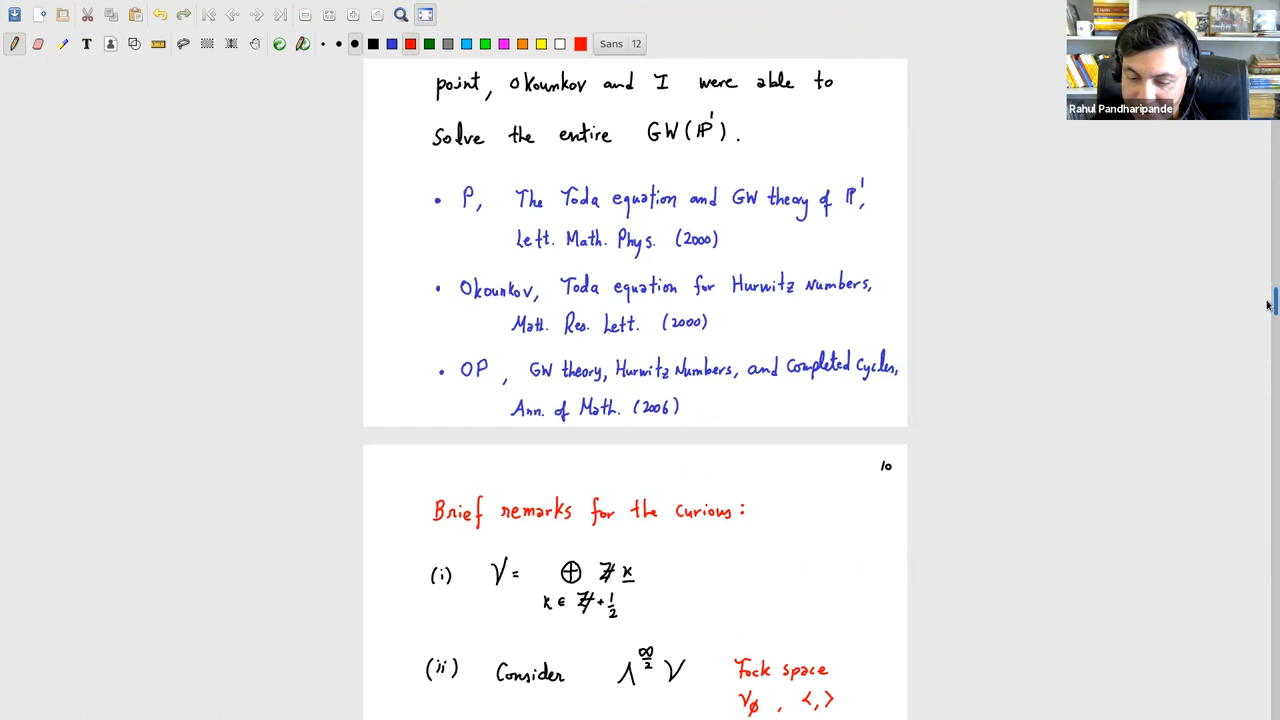 Sans 12
Rahul Pandharipande
point, Okounkov and I were able to
solve the entire GW(ℙ¹).
• P, The Toda equation and GW theory of ℙ¹,
Lett. Math. Phys. (2000)
• Okounkov, Toda equation for Hurwitz Numbers,
Math. Res. Lett. (2000)
• OP, GW theory, Hurwitz Numbers, and Completed Cycles,
Ann. of Math. (2006)
10
Brief remarks for the curious:
(i) V = ⊕ ℤ k
k ∈ ℤ + 1/2
(ii) Consider Λ^{∞/2} V Fock space
v_∅ , <,>